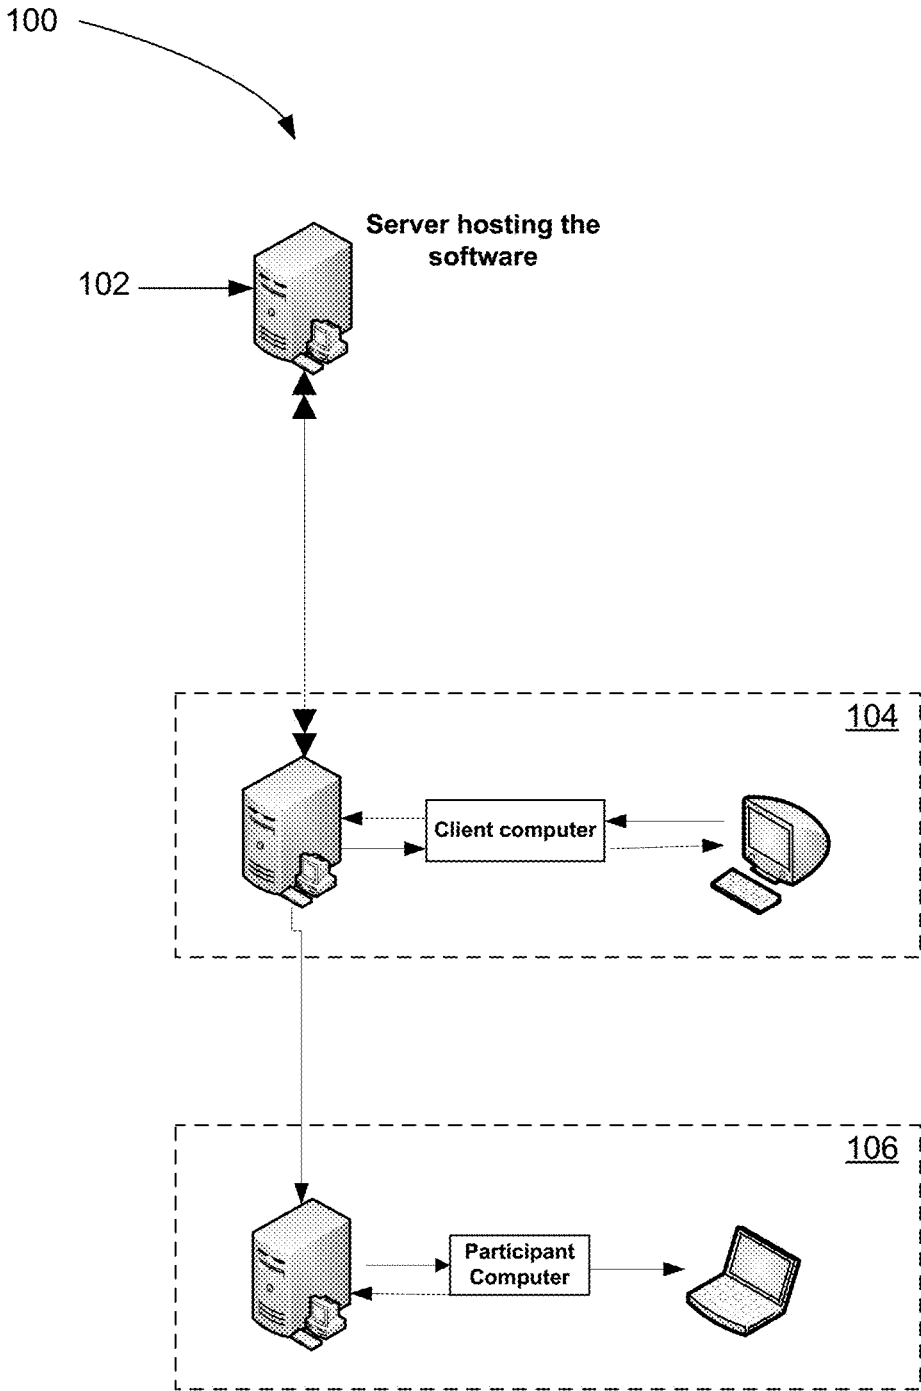 100
Server hosting the
software
102
104
Client computer
106
Participant
Computer